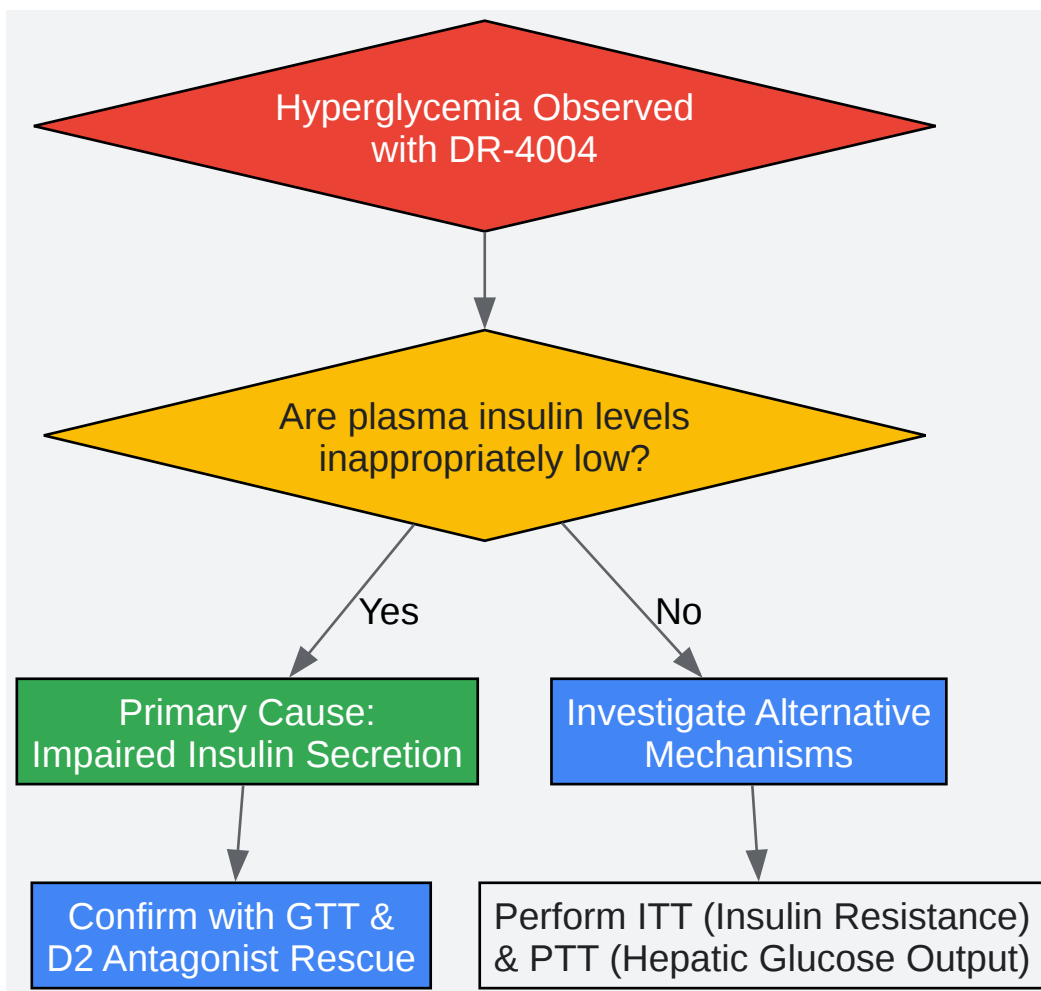 Hyperglycemia Observed
with DR-4004
Are plasma insulin levels
inappropriately low?
Yes
No
Primary Cause:
Impaired Insulin Secretion
Investigate Alternative
Mechanisms
Confirm with GTT &
D2 Antagonist Rescue
Perform ITT (Insulin Resistance)
& PTT (Hepatic Glucose Output)